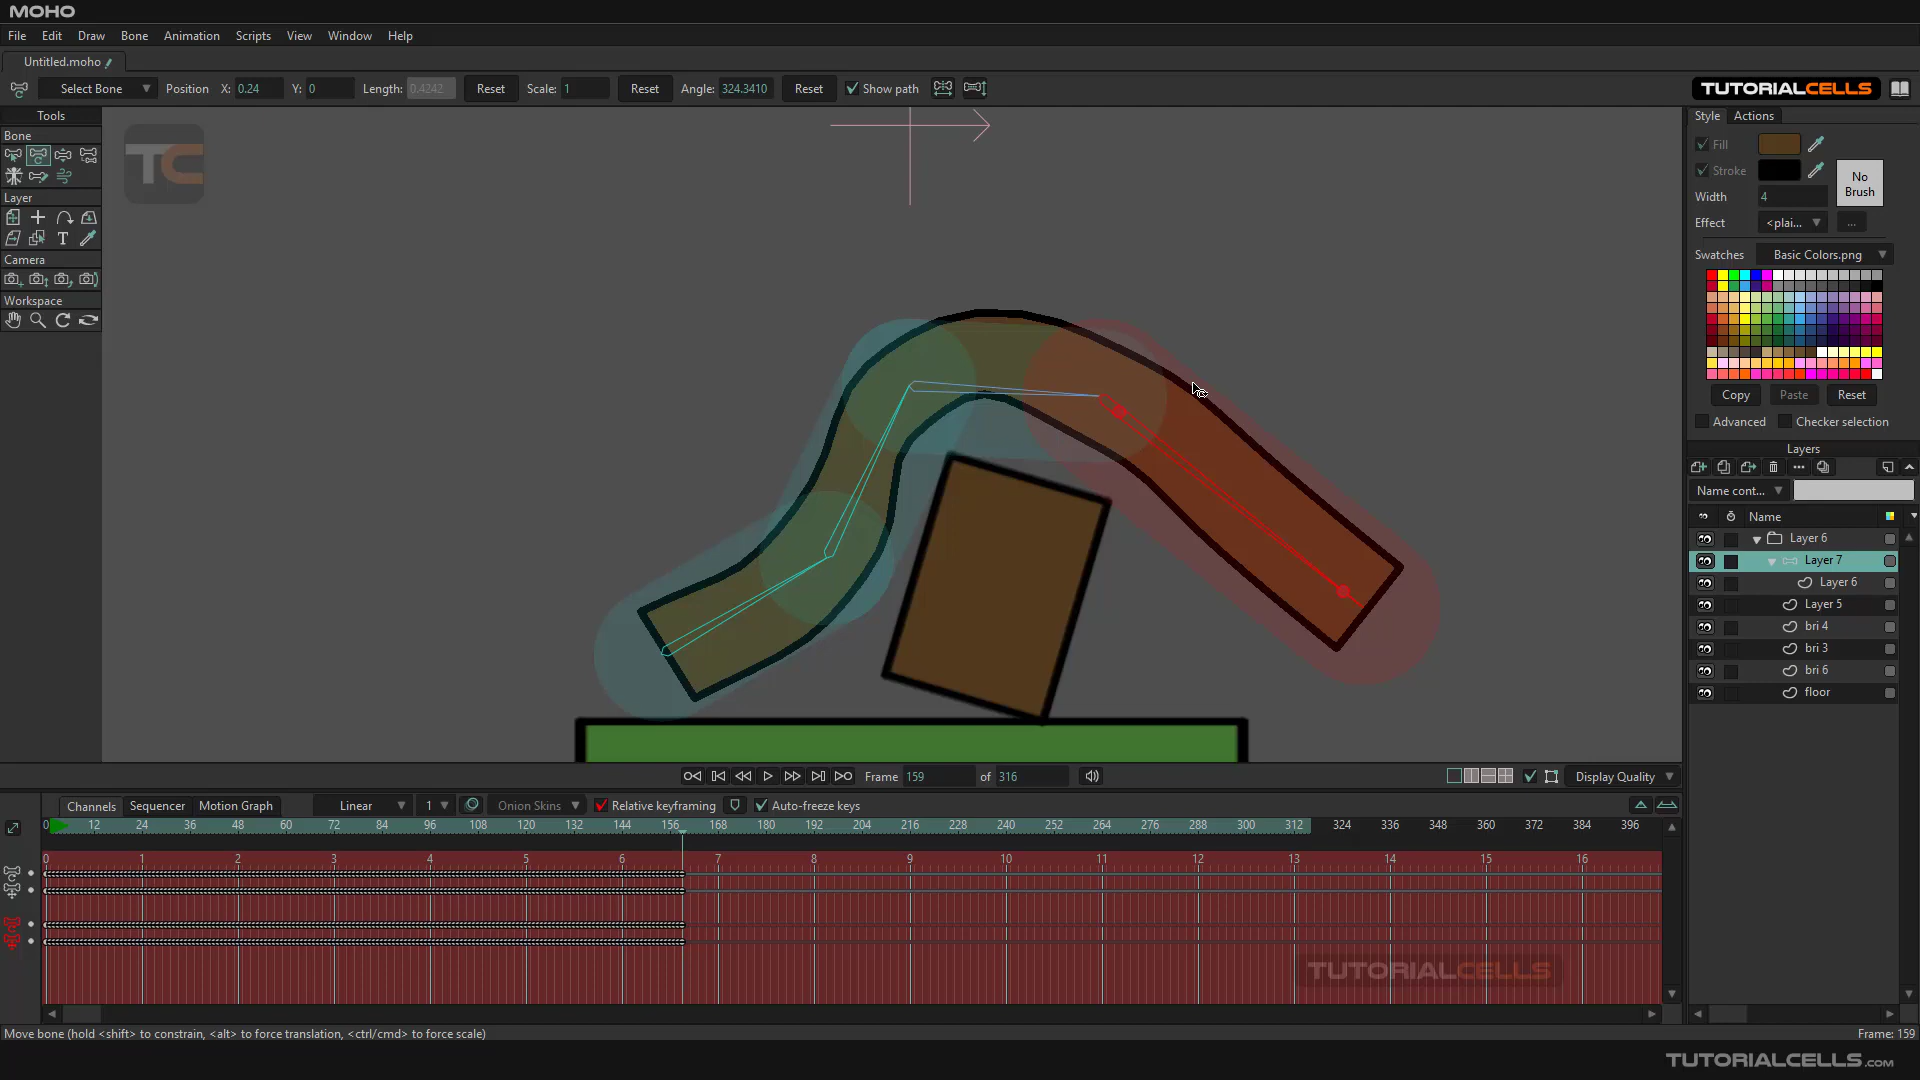 MOHO
File Edit Draw Bone Animation Scripts View Window Help
Untitled.moho
Select Bone Position X: 0.24 Y: 0 Length: 0.4242 Reset Scale: 1 Reset Angle: 324.3410 Reset Show path
TUTORIALCELLS
Tools
Bone
Layer
T
Camera
Workspace
TC
Style Actions
Fill
Stroke
No Brush
Width 4
Effect <plai... ...
Swatches Basic Colors.png
Copy Paste Reset
Advanced Checker selection
Layers
Name cont...
Name
Layer 6
Layer 7
Layer 6
Layer 5
bri 4
bri 3
bri 6
floor
Frame 159 of 316
Display Quality
Channels Sequencer Motion Graph Linear 1 Onion Skins Relative keyframing Auto-freeze keys
0 12 24 36 48 60 72 84 96 108 120 132 144 156 168 180 192 204 216 228 240 252 264 276 288 300 312 324 336 348 360 372 384 396
0 1 2 3 4 5 6 7 8 9 10 11 12 13 14 15 16
TUTORIALCELLS
Move bone (hold <shift> to constrain, <alt> to force translation, <ctrl/cmd> to force scale)
Frame: 159
TUTORIALCELLS.COM